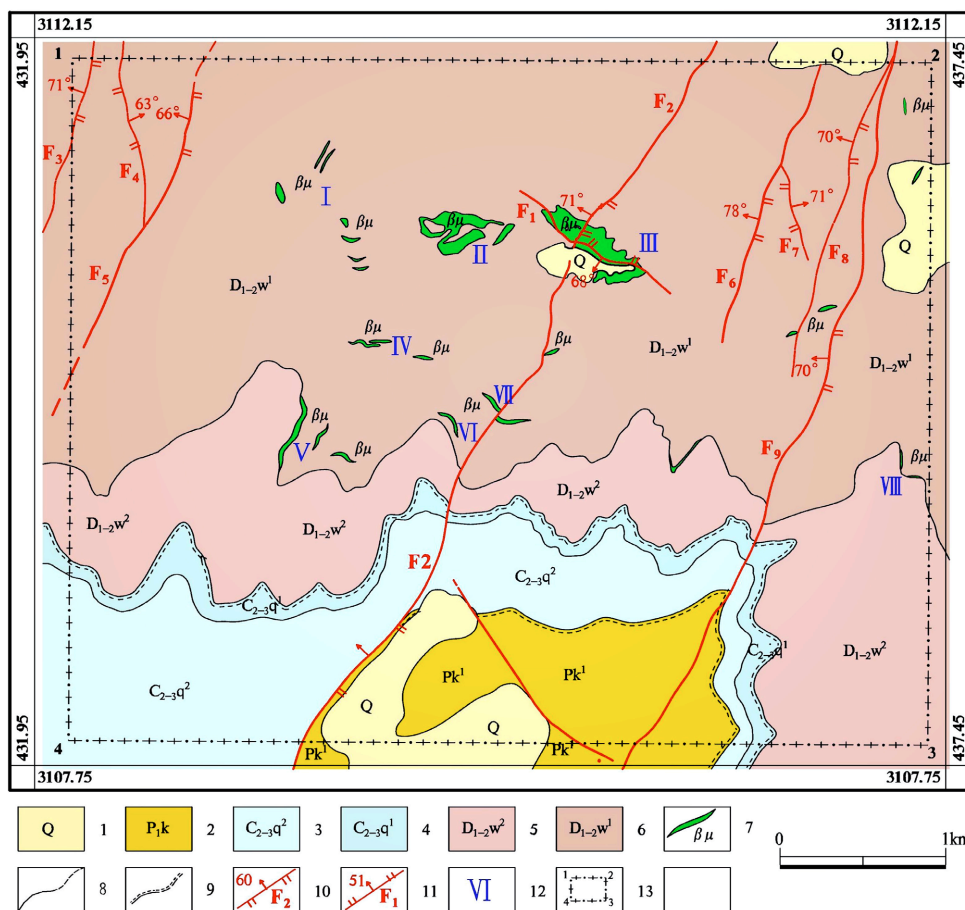 3112.15 3112.15
431.95 437.45
1 2
Q
71° 63° 66° F₂ 70° βμ
F₃ F₄ I βμ F₁ 71° βμ III 78° 71° Q
βμ II Q 68° F₇ F₈
F₅ D₁₋₂w¹ F₆
βμ
βμ IV βμ βμ D₁₋₂w¹ 70° D₁₋₂w¹
βμ VII
βμ VI
V βμ F₉ βμ
VIII
D₁₋₂w² D₁₋₂w² D₁₋₂w²
F2 C₂₋₃q²
C₂₋₃q¹
C₂₋₃q¹ D₁₋₂w²
Pk¹ Pk¹
C₂₋₃q²
Q Q
431.95 437.45
4 Pk¹ Pk¹ 3
3107.75 3107.75
Q 1 P₁k 2 C₂₋₃q² 3 C₂₋₃q¹ 4 D₁₋₂w² 5 D₁₋₂w¹ 6 βμ 7
0 1km
8 9 60 F₂ 10 51 F₁ 11 VI 12 1 2 4 3 13